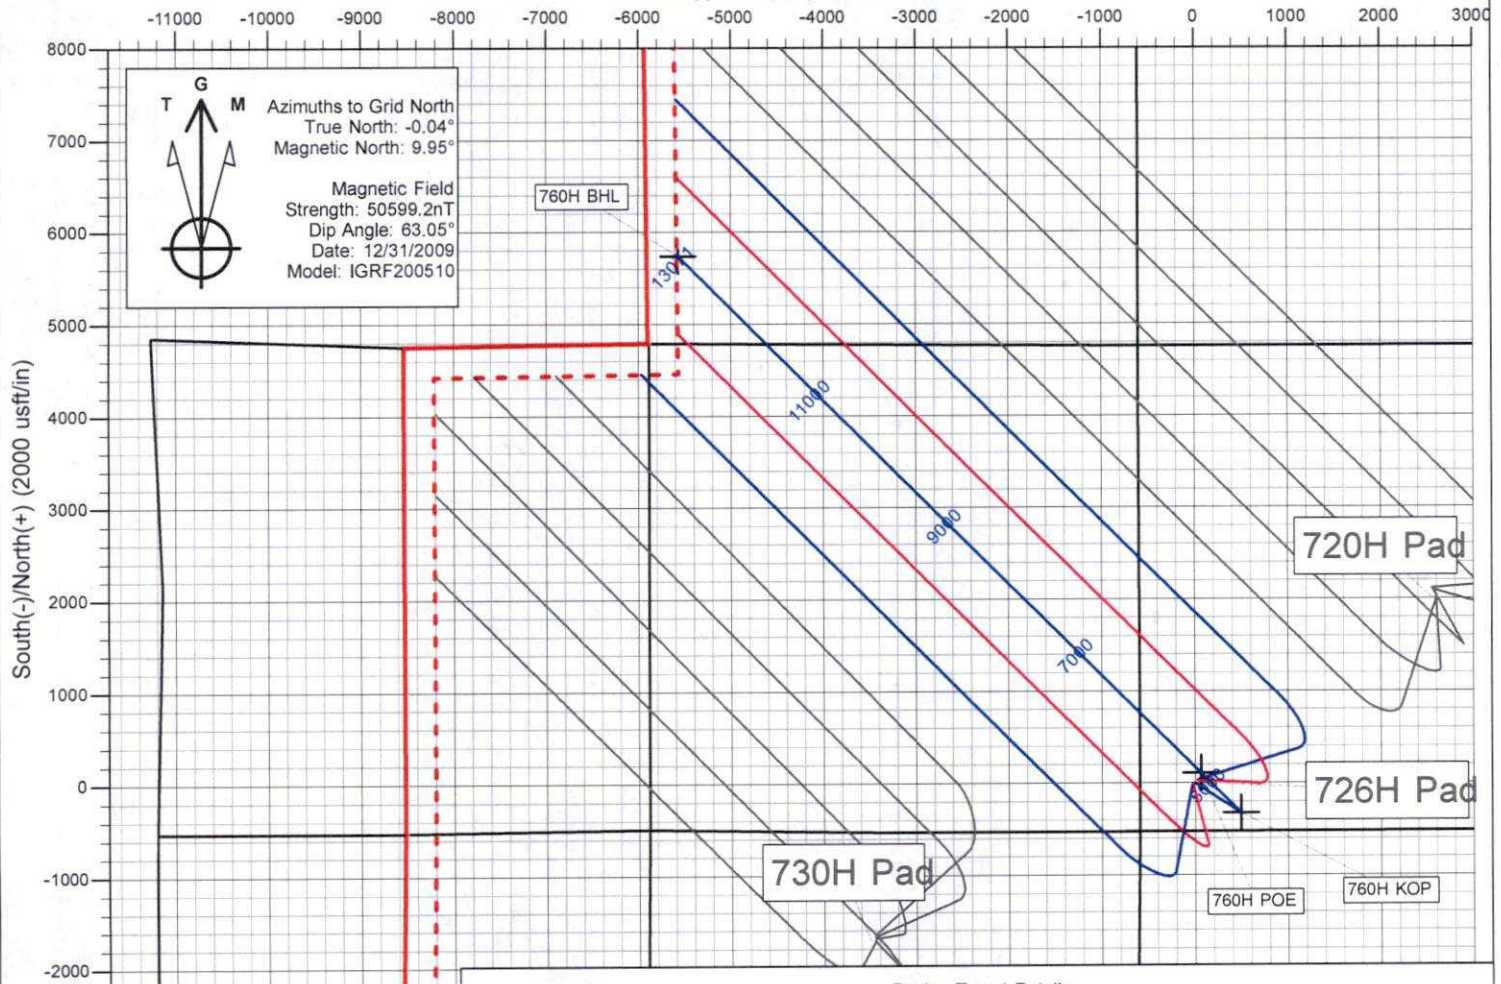 -11000 -10000 -9000 -8000 -7000 -6000 -5000 -4000 -3000 -2000 -1000 0 1000 2000 3000
8000
7000
6000
5000
4000
3000
2000
1000
0
-1000
-2000
South(-)/North(+) (2000 usft/in)
G
T M
Azimuths to Grid North
True North: -0.04°
Magnetic North: 9.95°
Magnetic Field
Strength: 50599.2nT
Dip Angle: 63.05°
Date: 12/31/2009
Model: IGRF200510
760H BHL
11000
9000
7000
720H Pad
726H Pad
730H Pad
760H POE
760H KOP